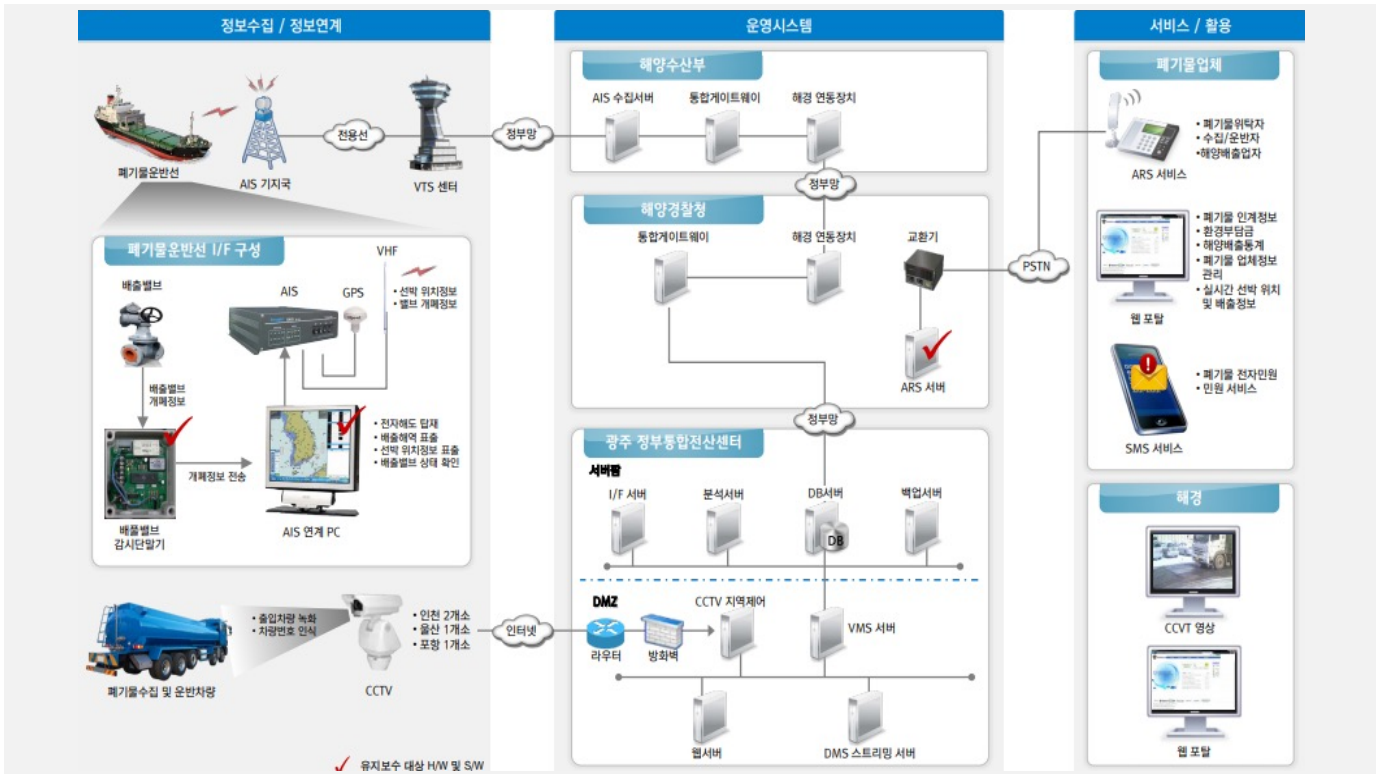 정보수집 / 정보연계
폐기물운반선
AIS 기지국
전용선
VTS 센터
정부망
폐기물운반선 I/F 구성
배출밸브
AIS
GPS
VHF
• 선박 위치정보
• 밸브 개폐정보
배출밸브
개폐정보
개폐정보 전송
배풀밸브
감시단말기
AIS 연계 PC
• 전자해도 탑재
• 배출해역 표출
• 선박 위치정보 표출
• 배출밸브 상태 확인
폐기물수집 및 운반차량
• 출입차량 녹화
• 차량번호 인식
CCTV
• 인천 2개소
• 울산 1개소
• 포항 1개소
인터넷
유지보수 대상 H/W 및 S/W
운영시스템
해양수산부
AIS 수집서버
통합게이트웨이
해경 연동장치
정부망
해양경찰청
통합게이트웨이
해경 연동장치
교환기
ARS 서버
PSTN
정부망
광주 정부통합전산센터
서버팜
I/F 서버
분석서버
DB서버
DB
백업서버
DMZ
라우터
방화벽
CCTV 지역제어
VMS 서버
웹서버
DMS 스트리밍 서버
서비스 / 활용
폐기물업체
ARS 서비스
• 폐기물위탁자
• 수집/운반자
•해양배출업자
웹 포탈
• 폐기물 인계정보
• 환경부담금
• 해양배출통계
• 폐기물 업체정보
관리
• 실시간 선박 위치
및 배출정보
SMS 서비스
• 폐기물 전자민원
• 민원 서비스
해경
CCVT 영상
웹 포탈